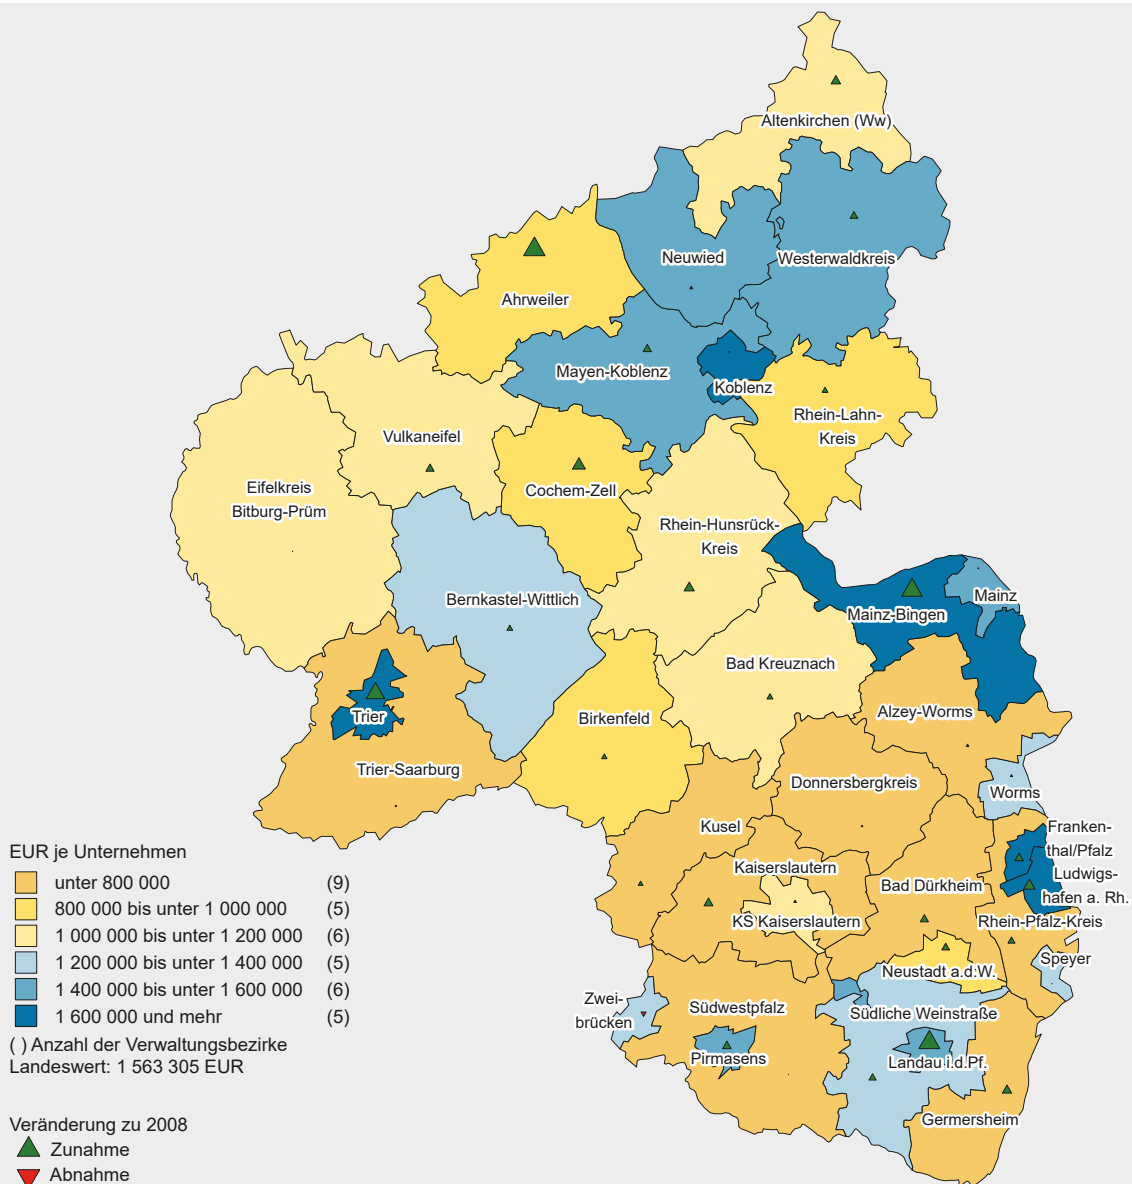 Altenkirchen (Ww)
Neuwied
Westerwaldkreis
Ahrweiler
Mayen-Koblenz
Koblenz
Rhein-Lahn-
Kreis
Vulkaneifel
Cochem-Zell
Eifelkreis
Bitburg-Prüm
Rhein-Hunsrück-
Kreis
Bernkastel-Wittlich
Mainz
Mainz-Bingen
Bad Kreuznach
Trier
Birkenfeld
Alzey-Worms
Trier-Saarburg
Donnersbergkreis
Worms
Kusel
Franken-
thal/Pfalz
Ludwigs-
hafen a. Rh.
Kaiserslautern
Bad Dürkheim
KS Kaiserslautern
Rhein-Pfalz-Kreis
Speyer
Neustadt a.d.W.
Zwei-
brücken
Südwestpfalz
Südliche Weinstraße
Pirmasens
Landau i.d.Pf.
Germersheim
EUR je Unternehmen
unter 800 000 (9)
800 000 bis unter 1 000 000 (5)
1 000 000 bis unter 1 200 000 (6)
1 200 000 bis unter 1 400 000 (5)
1 400 000 bis unter 1 600 000 (6)
1 600 000 und mehr (5)
( ) Anzahl der Verwaltungsbezirke
Landeswert: 1 563 305 EUR
Veränderung zu 2008
Zunahme
Abnahme